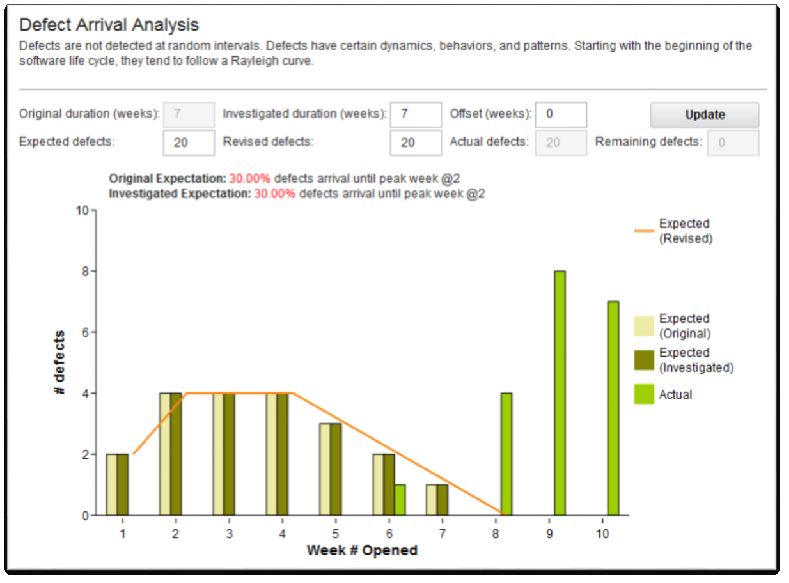 Defect Arrival Analysis
Defects are not detected at random intervals. Defects have certain dynamics, behaviors, and patterns. Starting with the beginning of the
software life cycle, they tend to follow a Rayleigh curve.
Original duration (weeks): 7 Investigated duration (weeks): 7 Offset (weeks): 0 Update
Expected defects: 20 Revised defects: 20 Actual defects: 20 Remaining defects: 0
Original Expectation: 30.00% defects arrival until peak week @2
Investigated Expectation: 30.00% defects arrival until peak week @2
10
8
6
4
2
0
# defects
1 2 3 4 5 6 7 8 9 10
Week # Opened
Expected
(Revised)
Expected
(Original)
Expected
(Investigated)
Actual